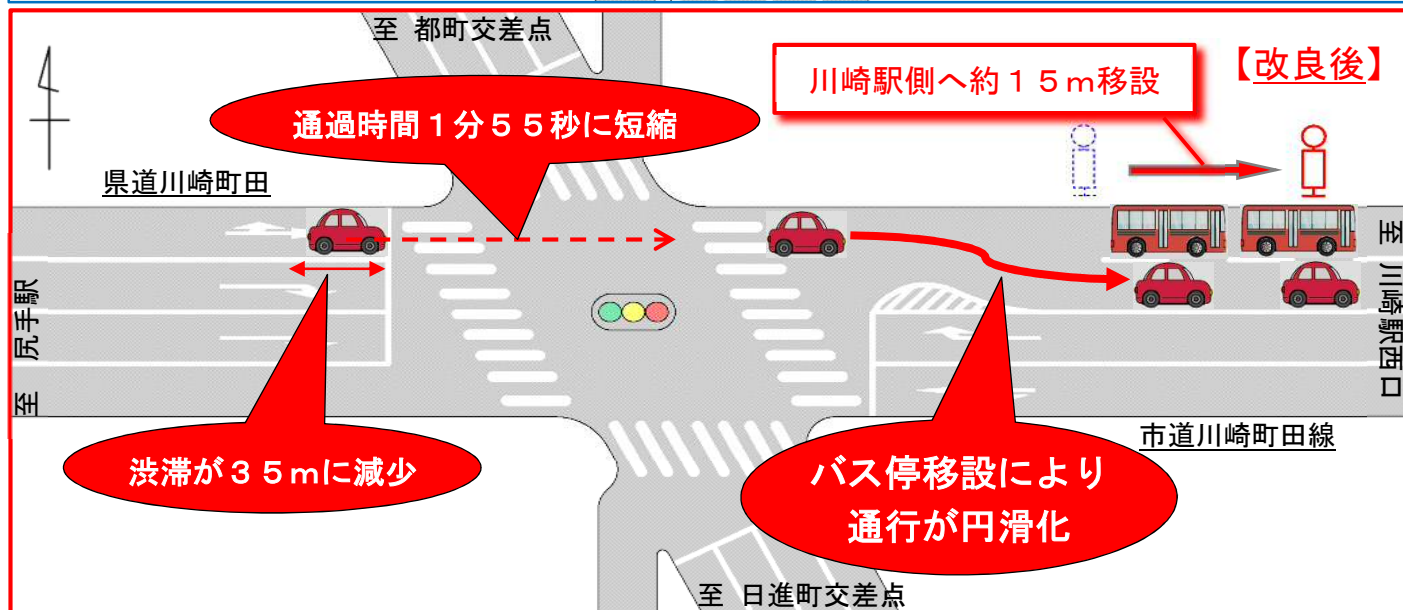 至 都町交差点
【改良後】
川崎駅側へ約１５ｍ移設
通過時間１分５５秒に短縮
県道川崎町田
至 尻手駅
至 川崎駅西口
市道川崎町田線
渋滞が３５ｍに減少
バス停移設により
通行が円滑化
至 日進町交差点